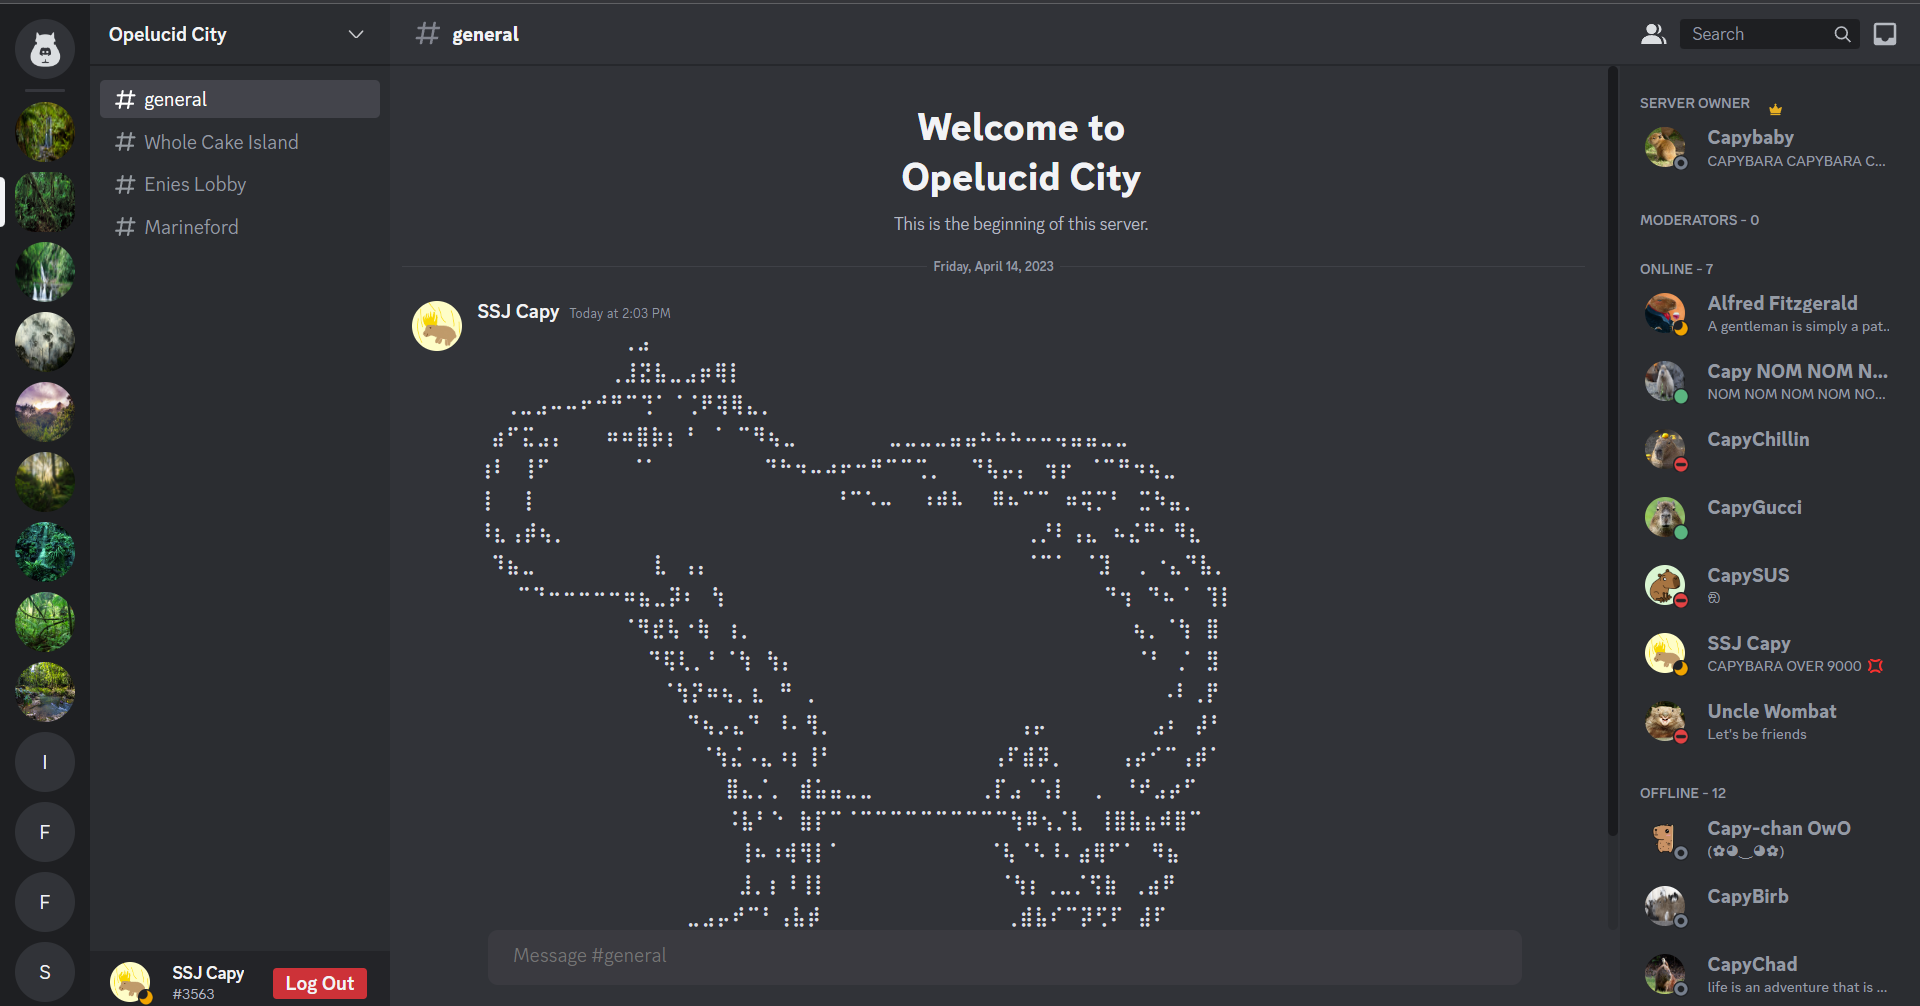 Opelucid City
general
Search
general
Whole Cake Island
Enies Lobby
Marineford
Welcome to
Opelucid City
This is the beginning of this server.
Friday, April 14, 2023
SSJ Capy Today at 2:03 PM
Message #general
SERVER OWNER
Capybaby
CAPYBARA CAPYBARA C...
MODERATORS - 0
ONLINE - 7
Alfred Fitzgerald
A gentleman is simply a pat..
Capy NOM NOM N...
NOM NOM NOM NOM NO...
CapyChillin
CapyGucci
CapySUS
SSJ Capy
CAPYBARA OVER 9000
Uncle Wombat
Let's be friends
OFFLINE - 12
Capy-chan OwO
(✿◕‿◕✿)
CapyBirb
CapyChad
life is an adventure that is ...
I
F
F
S
SSJ Capy
#3563
Log Out